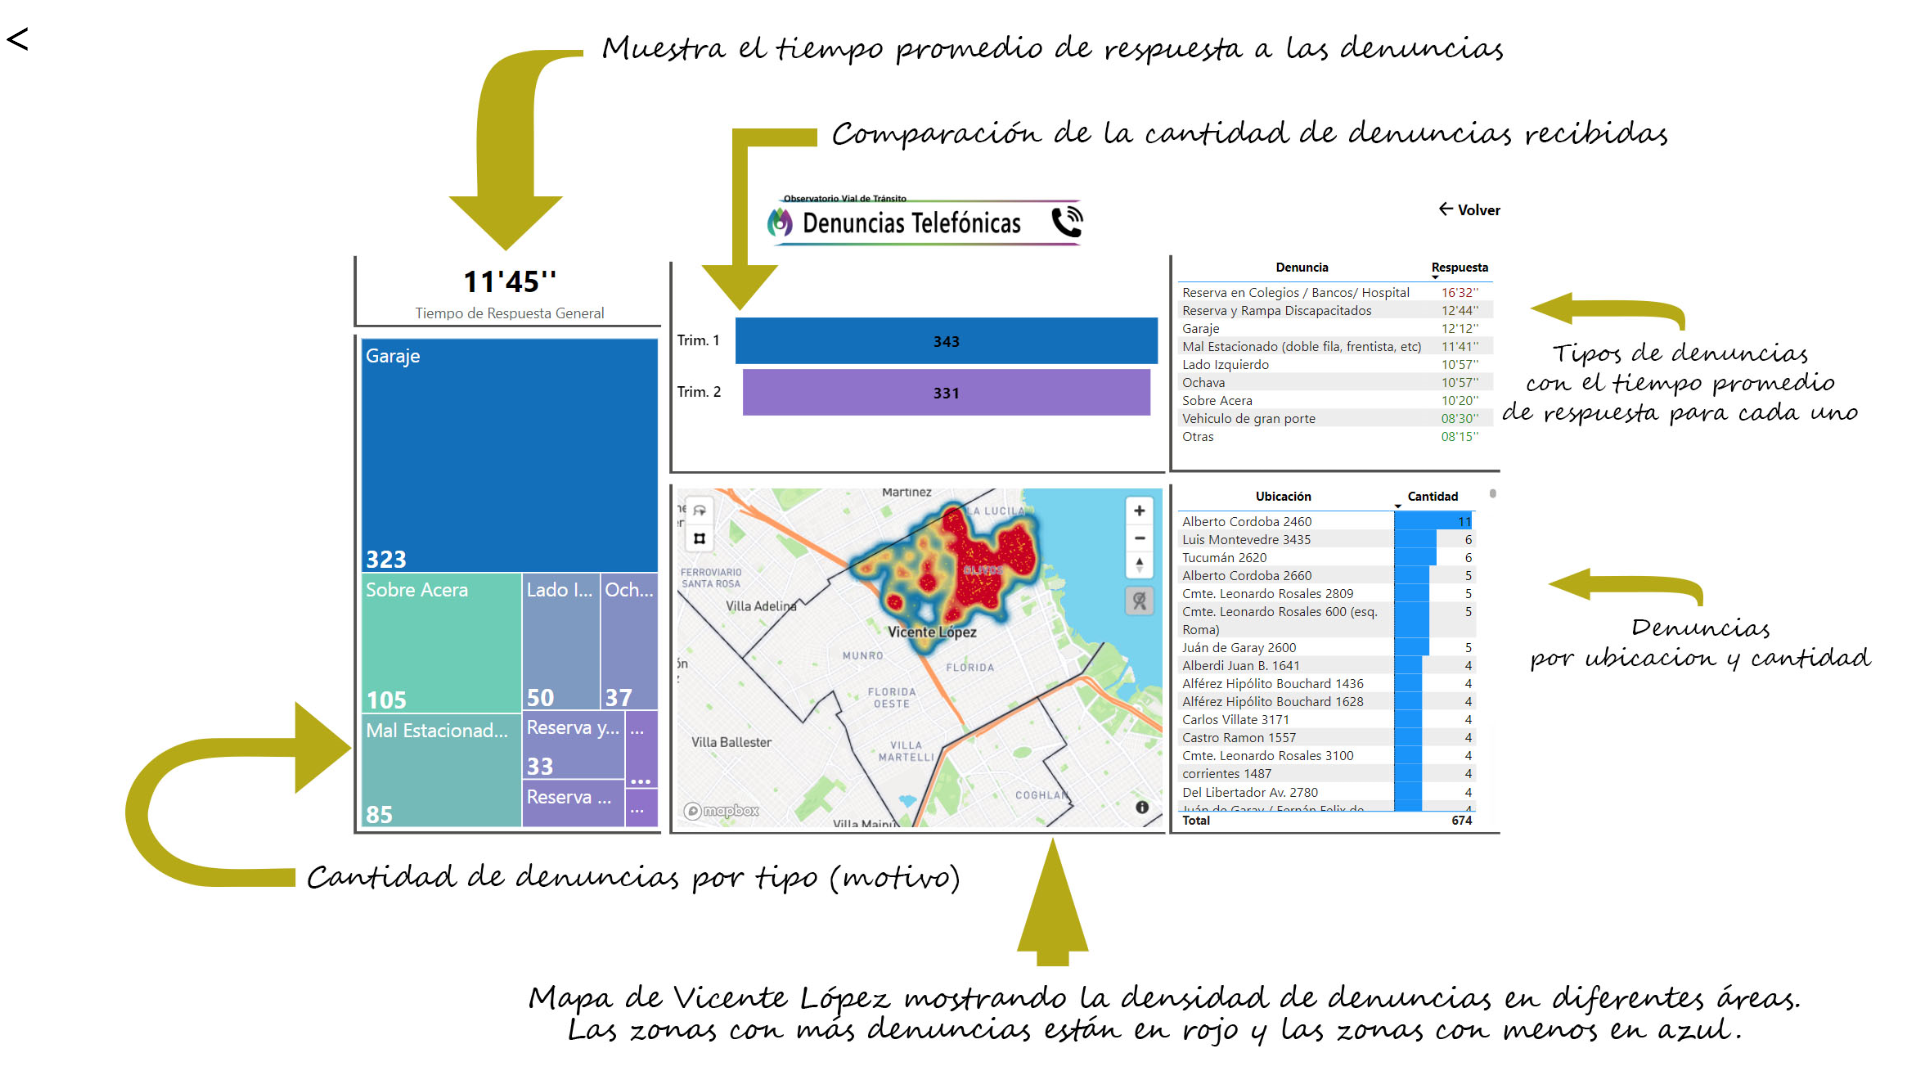 <
Muestra el tiempo promedio de respuesta a las denuncias
Comparación de la cantidad de denuncias recibidas
Observatorio Vial de Tránsito
Denuncias Telefónicas
Volver
11'45''
Tiempo de Respuesta General
Garaje
323
Sobre Acera
105
Lado I...
50
Och...
37
Mal Estacionad...
85
Reserva y...
33
...
...
Reserva ...
...
Trim. 1
343
Trim. 2
331
Denuncia Respuesta
Reserva en Colegios / Bancos/ Hospital 16'32''
Reserva y Rampa Discapacitados 12'44''
Garaje 12'12''
Mal Estacionado (doble fila, frentista, etc) 11'41''
Lado Izquierdo 10'57''
Ochava 10'57''
Sobre Acera 10'20''
Vehiculo de gran porte 08'30''
Otras 08'15''
Tipos de denuncias
con el tiempo promedio
de respuesta para cada uno
Martinez
LA LUCILA
OLIVOS
FERROVIARIO
SANTA ROSA
Villa Adelina
Vicente López
MUNRO
FLORIDA
FLORIDA
OESTE
Villa Ballester
VILLA
MARTELLI
COGHLAN
mapbox
Villa Maipú
Ubicación Cantidad
Alberto Cordoba 2460 11
Luis Montevedre 3435 6
Tucumán 2620 6
Alberto Cordoba 2660 5
Cmte. Leonardo Rosales 2809 5
Cmte. Leonardo Rosales 600 (esq. 5
Roma)
Juán de Garay 2600 5
Alberdi Juan B. 1641 4
Alférez Hipólito Bouchard 1436 4
Alférez Hipólito Bouchard 1628 4
Carlos Villate 3171 4
Castro Ramon 1557 4
Cmte. Leonardo Rosales 3100 4
corrientes 1487 4
Del Libertador Av. 2780 4
Juán de Garay / Fernán Felix de 4
Total 674
Denuncias
por ubicacion y cantidad
Cantidad de denuncias por tipo (motivo)
Mapa de Vicente López mostrando la densidad de denuncias en diferentes áreas.
Las zonas con más denuncias están en rojo y las zonas con menos en azul.